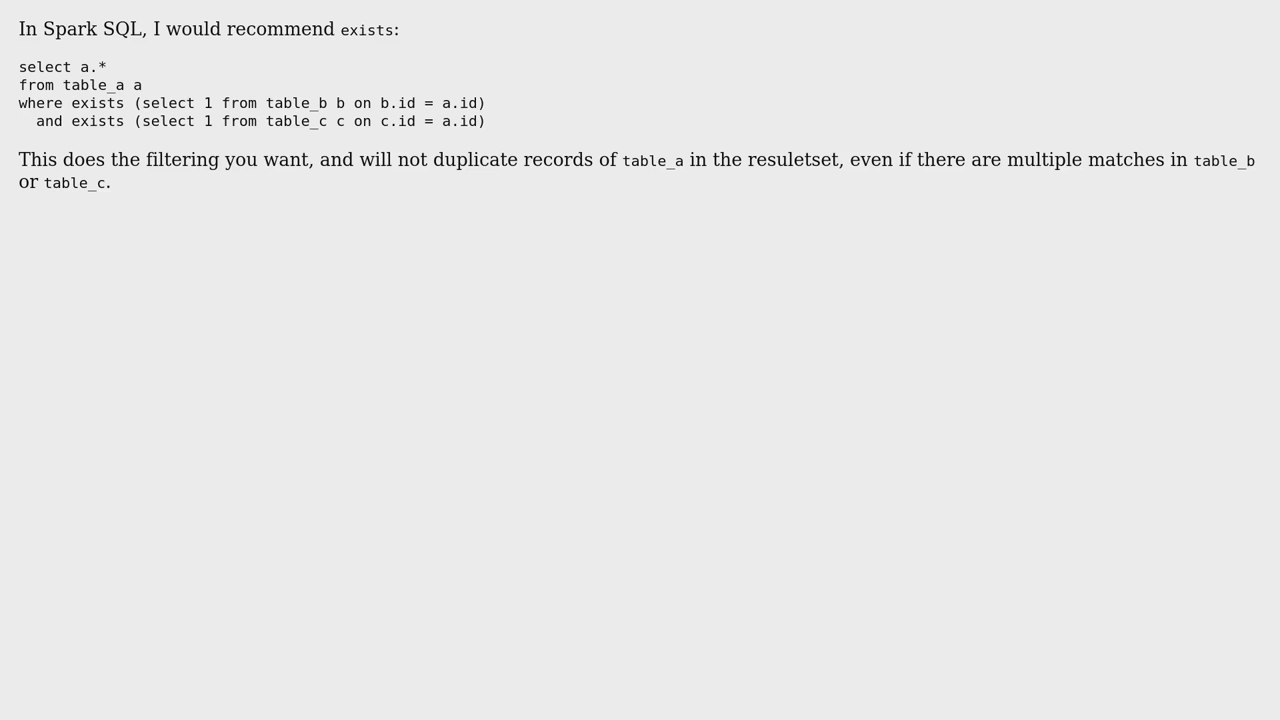 In Spark SQL, I would recommend exists:
select a.*
from table_a a
where exists (select 1 from table_b b on b.id = a.id)
  and exists (select 1 from table_c c on c.id = a.id)
This does the filtering you want, and will not duplicate records of table_a in the resuletset, even if there are multiple matches in table_b
or table_c.